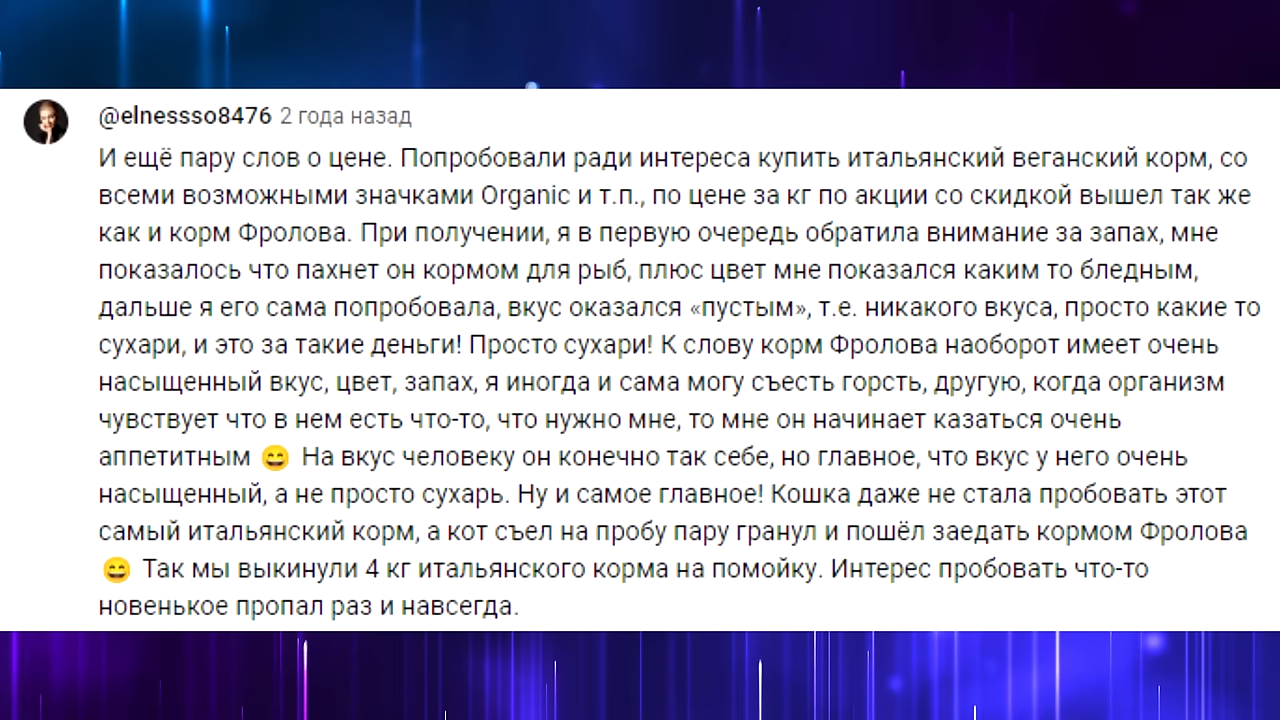 @elnessso8476 2 года назад
И ещё пару слов о цене. Попробовали ради интереса купить итальянский веганский корм, со
всеми возможными значками Organic и т.п., по цене за кг по акции со скидкой вышел так же
как и корм Фролова. При получении, я в первую очередь обратила внимание за запах, мне
показалось что пахнет он кормом для рыб, плюс цвет мне показался каким то бледным,
дальше я его сама попробовала, вкус оказался «пустым», т.е. никакого вкуса, просто какие то
сухари, и это за такие деньги! Просто сухари! К слову корм Фролова наоборот имеет очень
насыщенный вкус, цвет, запах, я иногда и сама могу съесть горсть, другую, когда организм
чувствует что в нем есть что-то, что нужно мне, то мне он начинает казаться очень
аппетитным 😄 На вкус человеку он конечно так себе, но главное, что вкус у него очень
насыщенный, а не просто сухарь. Ну и самое главное! Кошка даже не стала пробовать этот
самый итальянский корм, а кот съел на пробу пару гранул и пошёл заедать кормом Фролова
😄 Так мы выкинули 4 кг итальянского корма на помойку. Интерес пробовать что-то
новенькое пропал раз и навсегда.